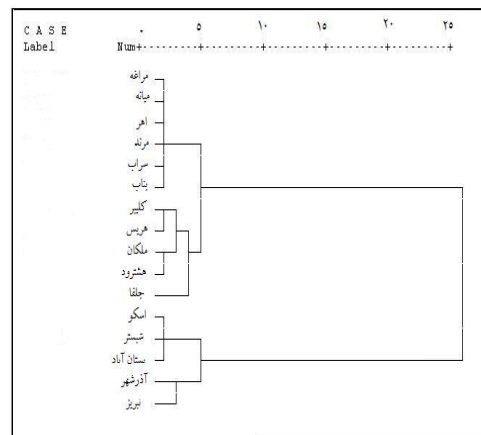 C A S E ۰ ۵ ۱۰ ۱۵ ۲۰ ۲۵
Label Num+---------+---------+---------+---------+---------+
مراغه
میانه
اهر
مرند
سراب
بناب
کلیبر
هریس
ملکان
هشترود
جلفا
اسکو
شبستر
بستان آباد
آذرشهر
تبریز